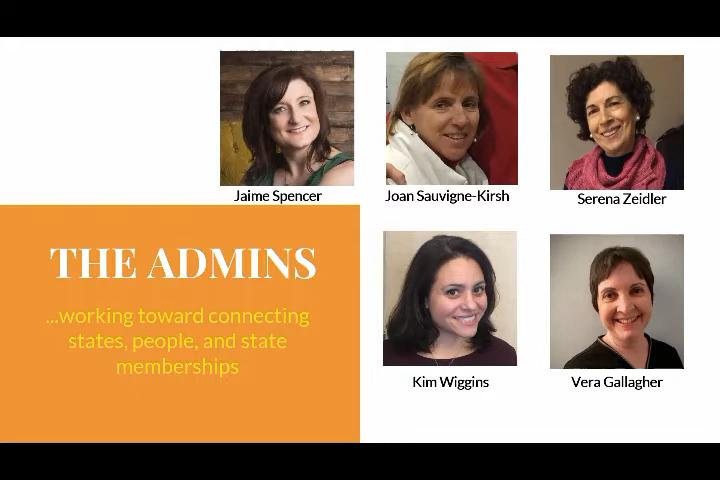 Jaime Spencer
Joan Sauvigne-Kirsh
Serena Zeidler
THE ADMINS
...working toward connecting
states, people, and state
memberships
Kim Wiggins
Vera Gallagher